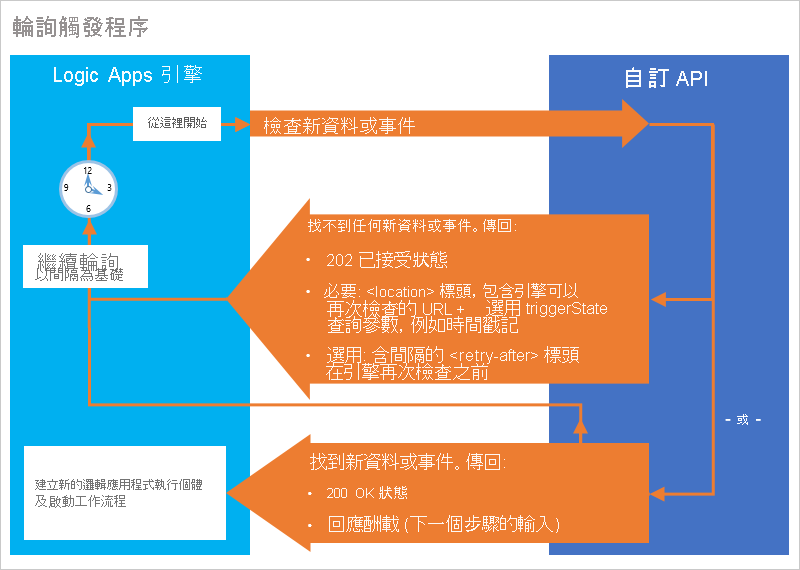 輪詢觸發程序
Logic Apps 引擎
自訂 API
從這裡開始
檢查新資料或事件
12
9
3
6
繼續輪詢
以間隔為基礎
找不到任何新資料或事件。傳回:
• 202 已接受狀態
• 必要: <location> 標頭, 包含引擎可以
再次檢查的 URL + 選用 triggerState
查詢參數, 例如時間戳記
• 選用: 含間隔的 <retry-after> 標頭
在引擎再次檢查之前
- 或 -
建立新的邏輯應用程式執行個體
及啟動工作流程
找到新資料或事件。傳回:
• 200 OK 狀態
• 回應酬載 (下一個步驟的輸入)